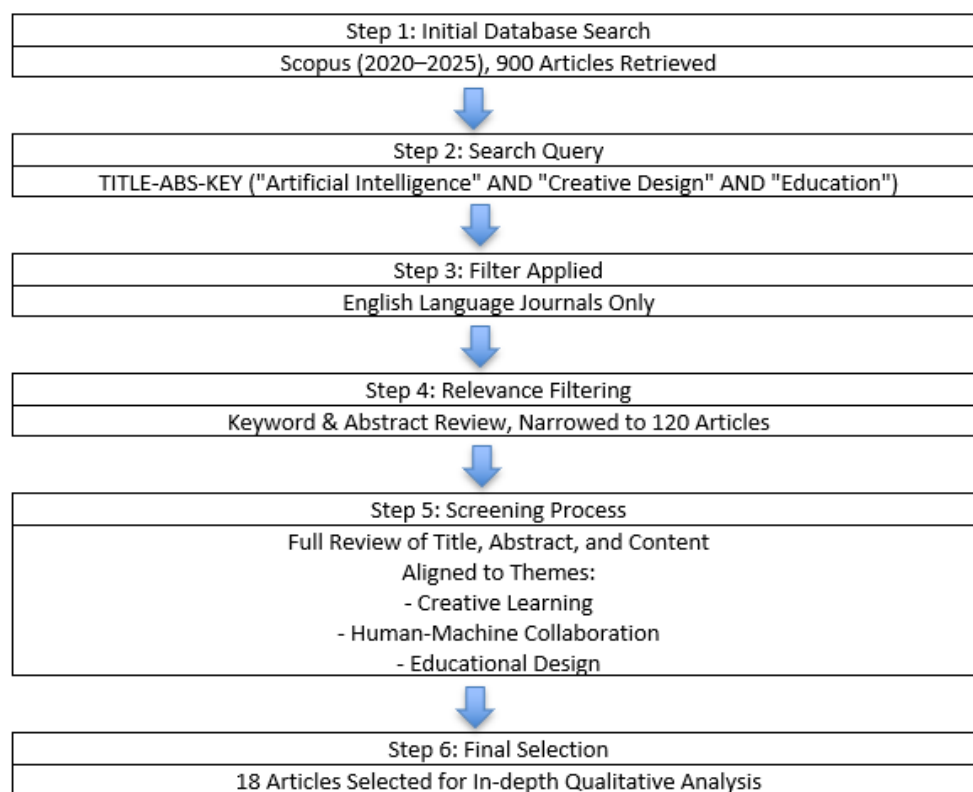 Step 1: Initial Database Search
Scopus (2020–2025), 900 Articles Retrieved
Step 2: Search Query
TITLE-ABS-KEY ("Artificial Intelligence" AND "Creative Design" AND "Education")
Step 3: Filter Applied
English Language Journals Only
Step 4: Relevance Filtering
Keyword & Abstract Review, Narrowed to 120 Articles
Step 5: Screening Process
Full Review of Title, Abstract, and Content
Aligned to Themes:
- Creative Learning
- Human-Machine Collaboration
- Educational Design
Step 6: Final Selection
18 Articles Selected for In-depth Qualitative Analysis